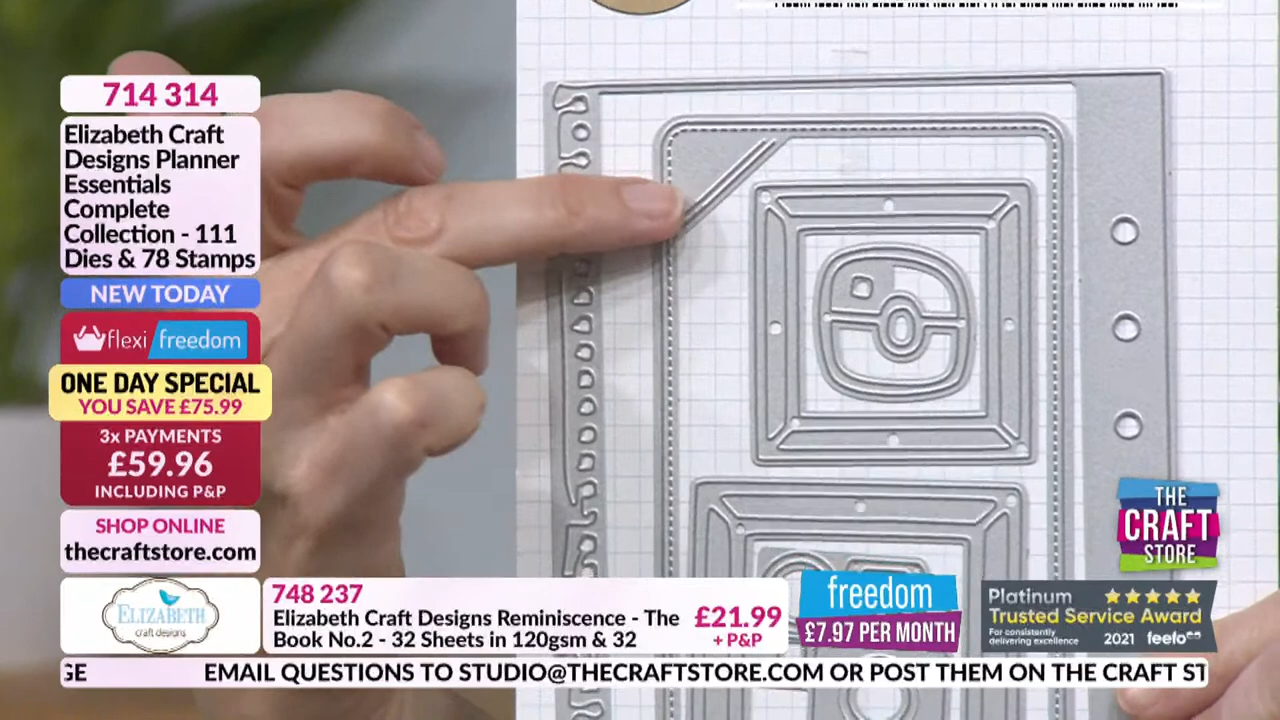 714 314
Elizabeth Craft
Designs Planner
Essentials
Complete
Collection - 111
Dies & 78 Stamps
NEW TODAY
flexi freedom
ONE DAY SPECIAL
YOU SAVE £75.99
3x PAYMENTS
£59.96
INCLUDING P&P
SHOP ONLINE
thecraftstore.com
THE
CRAFT
STORE
ELIZABETH
craft designs
748 237
Elizabeth Craft Designs Reminiscence - The
Book No.2 - 32 Sheets in 120gsm & 32
£21.99
+ P&P
freedom
£7.97 PER MONTH
Platinum
Trusted Service Award
For consistently
delivering excellence
2021 feefo
GE EMAIL QUESTIONS TO STUDIO@THECRAFTSTORE.COM OR POST THEM ON THE CRAFT ST